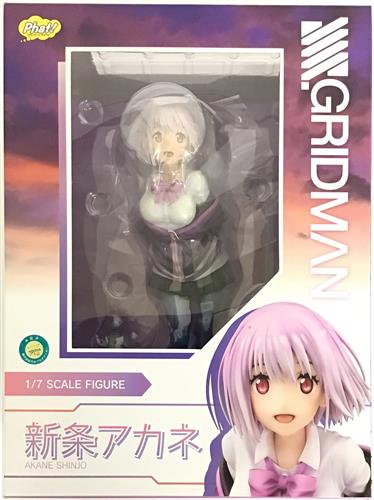 Phat!
SSSS.GRIDMAN
1/7 SCALE FIGURE
新条アカネ
AKANE SHINJO